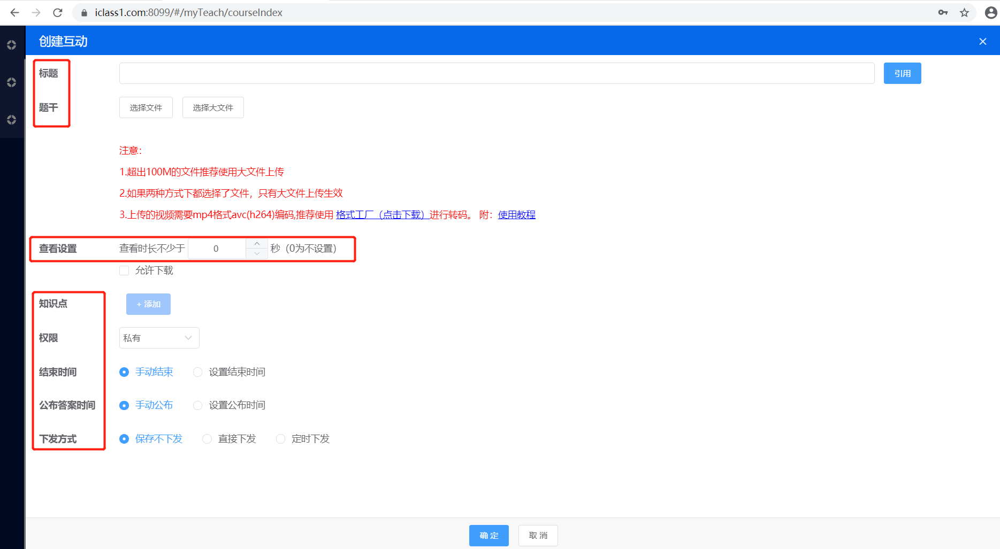 iclass1.com:8099/#/myTeach/courseIndex
创建互动
标题
引用
题干
选择文件 选择大文件
注意：
1.超出100M的文件推荐使用大文件上传
2.如果两种方式下都选择了文件，只有大文件上传生效
3.上传的视频需要mp4格式avc(h264)编码,推荐使用 格式工厂（点击下载）进行转码。 附：使用教程
查看设置 查看时长不少于 0 秒（0为不设置）
允许下载
知识点 + 添加
权限 私有
结束时间 手动结束 设置结束时间
公布答案时间 手动公布 设置公布时间
下发方式 保存不下发 直接下发 定时下发
确 定 取 消